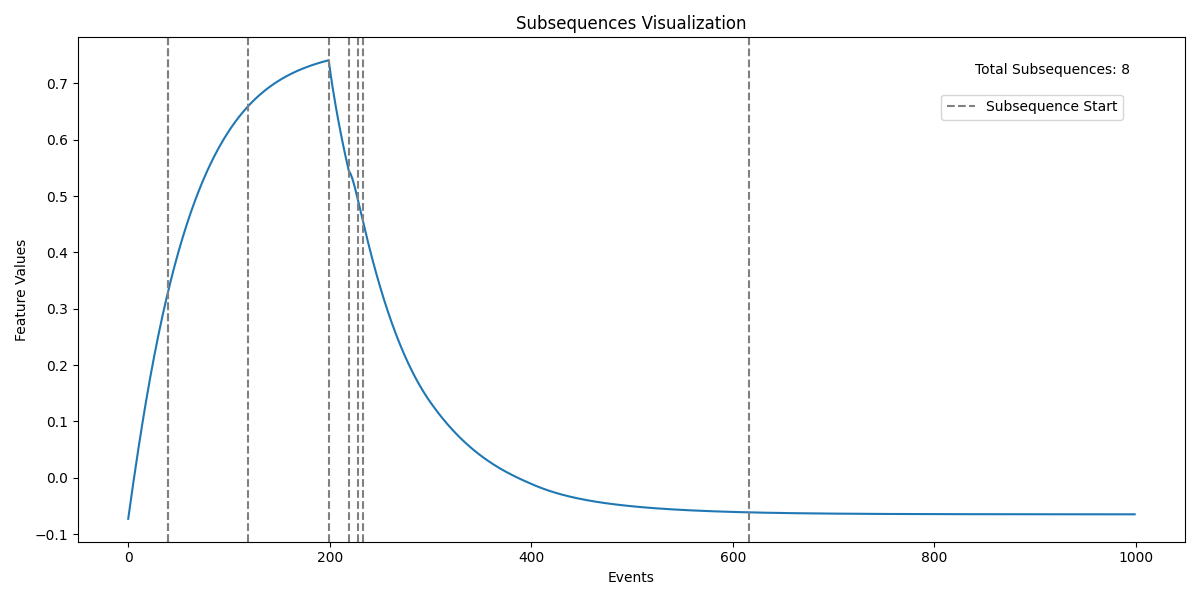 Subsequences Visualization
Total Subsequences: 8
Subsequence Start
Feature Values
0.7
0.6
0.5
0.4
0.3
0.2
0.1
0.0
−0.1
0 200 400 600 800 1000
Events